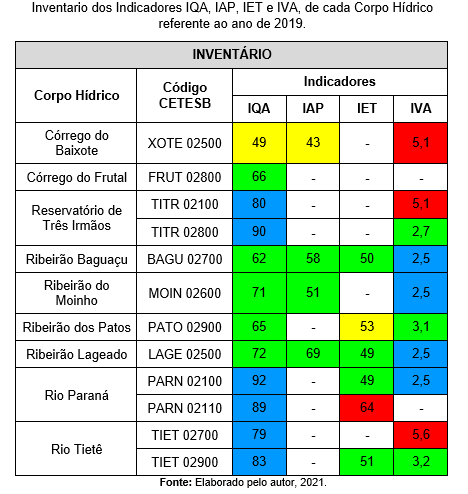 Inventario dos Indicadores IQA, IAP, IET e IVA, de cada Corpo Hídrico
referente ao ano de 2019.
INVENTÁRIO
Corpo Hídrico Código CETESB Indicadores
IQA IAP IET IVA
Córrego do Baixote XOTE 02500 49 43 - 5,1
Córrego do Frutal FRUT 02800 66 - - -
Reservatório de Três Irmãos TITR 02100 80 - - 5,1
TITR 02800 90 - - 2,7
Ribeirão Baguaçu BAGU 02700 62 58 50 2,5
Ribeirão do Moinho MOIN 02600 71 51 - 2,5
Ribeirão dos Patos PATO 02900 65 - 53 3,1
Ribeirão Lageado LAGE 02500 72 69 49 2,5
Rio Paraná PARN 02100 92 - 49 2,5
PARN 02110 89 - 64 -
Rio Tietê TIET 02700 79 - - 5,6
TIET 02900 83 - 51 3,2
Fonte: Elaborado pelo autor, 2021.